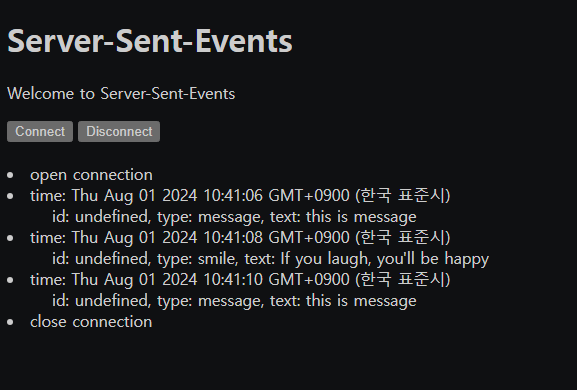 Server-Sent-Events
Welcome to Server-Sent-Events
Connect Disconnect
open connection
time: Thu Aug 01 2024 10:41:06 GMT+0900 (한국 표준시)
id: undefined, type: message, text: this is message
time: Thu Aug 01 2024 10:41:08 GMT+0900 (한국 표준시)
id: undefined, type: smile, text: If you laugh, you'll be happy
time: Thu Aug 01 2024 10:41:10 GMT+0900 (한국 표준시)
id: undefined, type: message, text: this is message
close connection